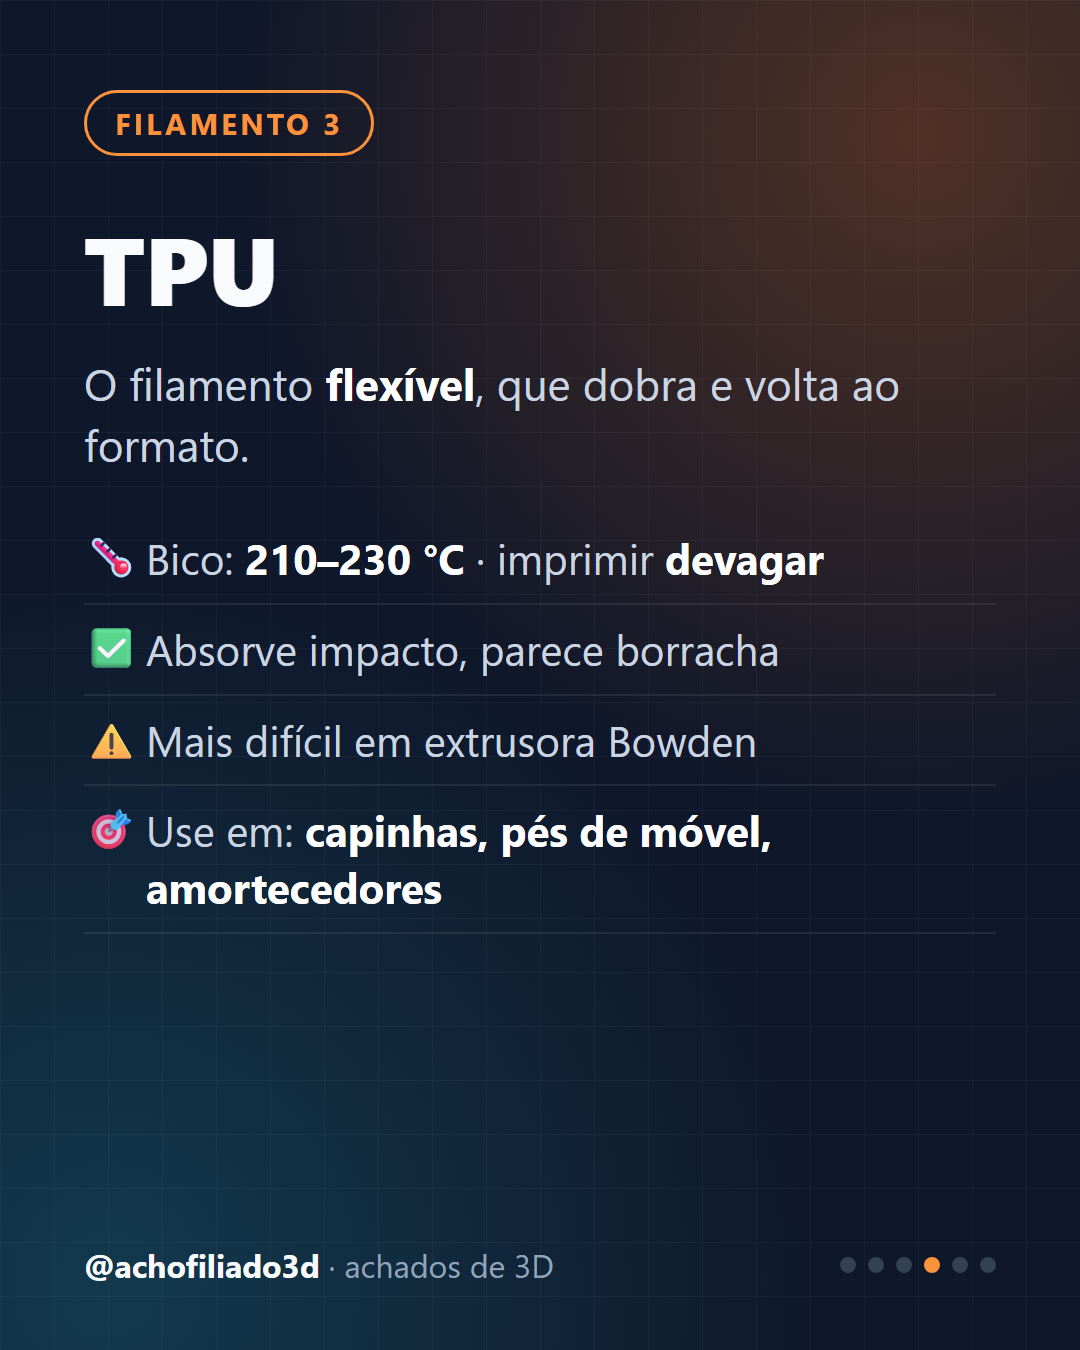 FILAMENTO 3
TPU
O filamento flexível, que dobra e volta ao
formato.
Bico: 210–230 °C · imprimir devagar
Absorve impacto, parece borracha
Mais difícil em extrusora Bowden
Use em: capinhas, pés de móvel,
amortecedores
@achofiliado3d · achados de 3D